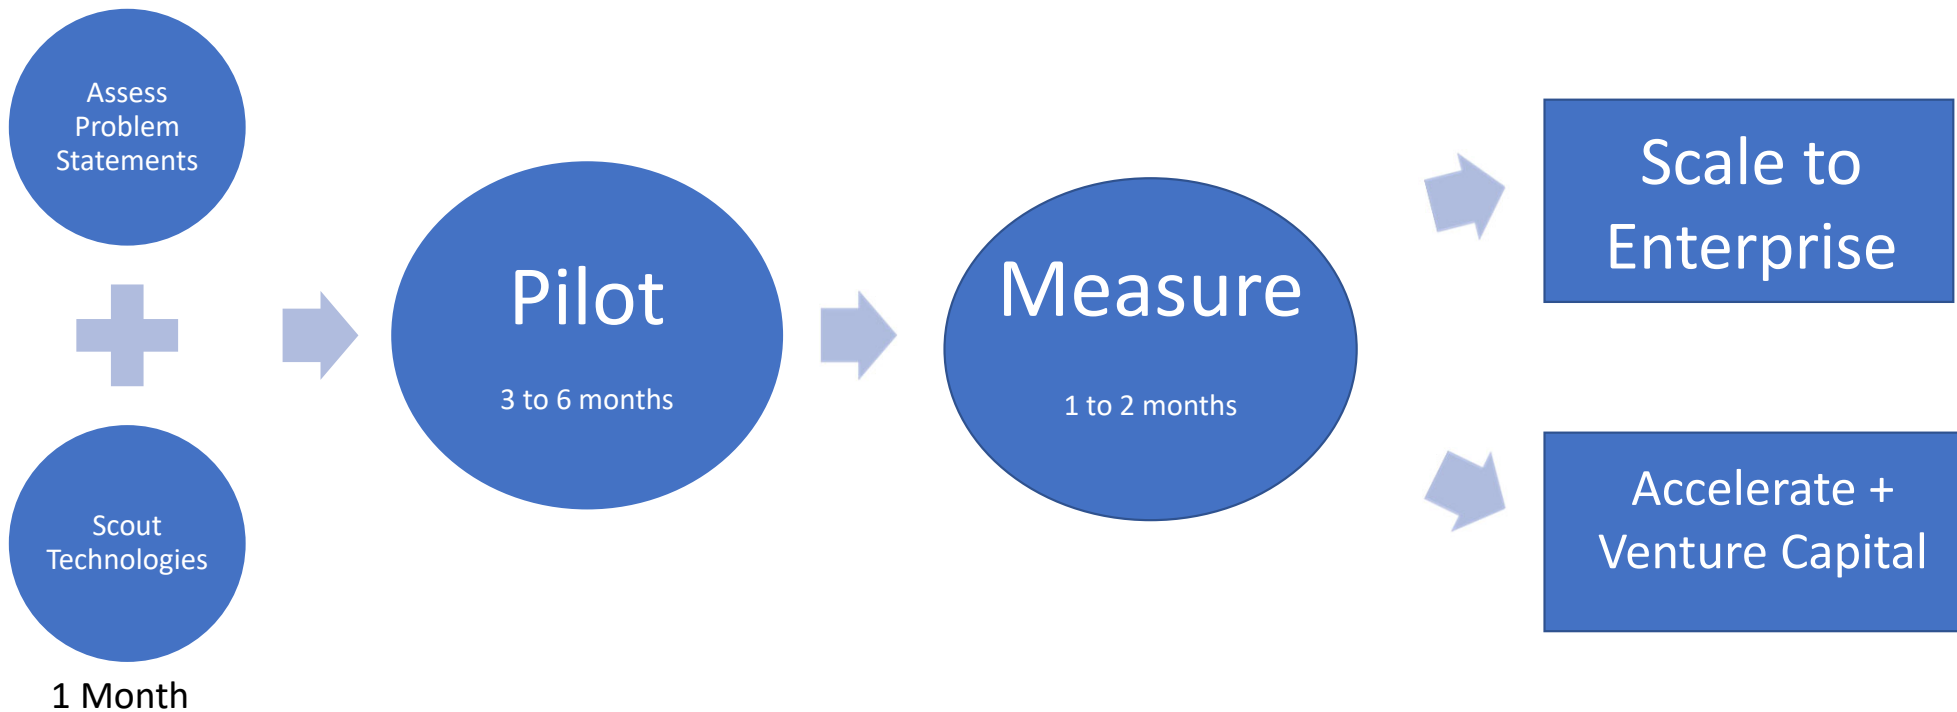 Assess
Problem
Statements
Scout
Technologies
1 Month
Pilot
3 to 6 months
Measure
1 to 2 months
Scale to
Enterprise
Accelerate +
Venture Capital